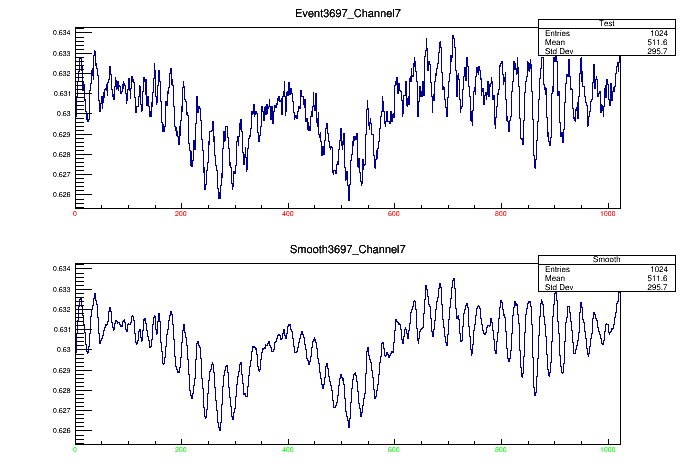 Event3697_Channel7
Test
Entries 1024
Mean 511.6
Std Dev 295.7
0.634
0.633
0.632
0.631
0.63
0.629
0.628
0.627
0.626
0 200 400 600 800 1000
Smooth3697_Channel7
Smooth
Entries 1024
Mean 511.6
Std Dev 295.7
0.634
0.633
0.632
0.631
0.63
0.629
0.628
0.627
0.626
0 200 400 600 800 1000